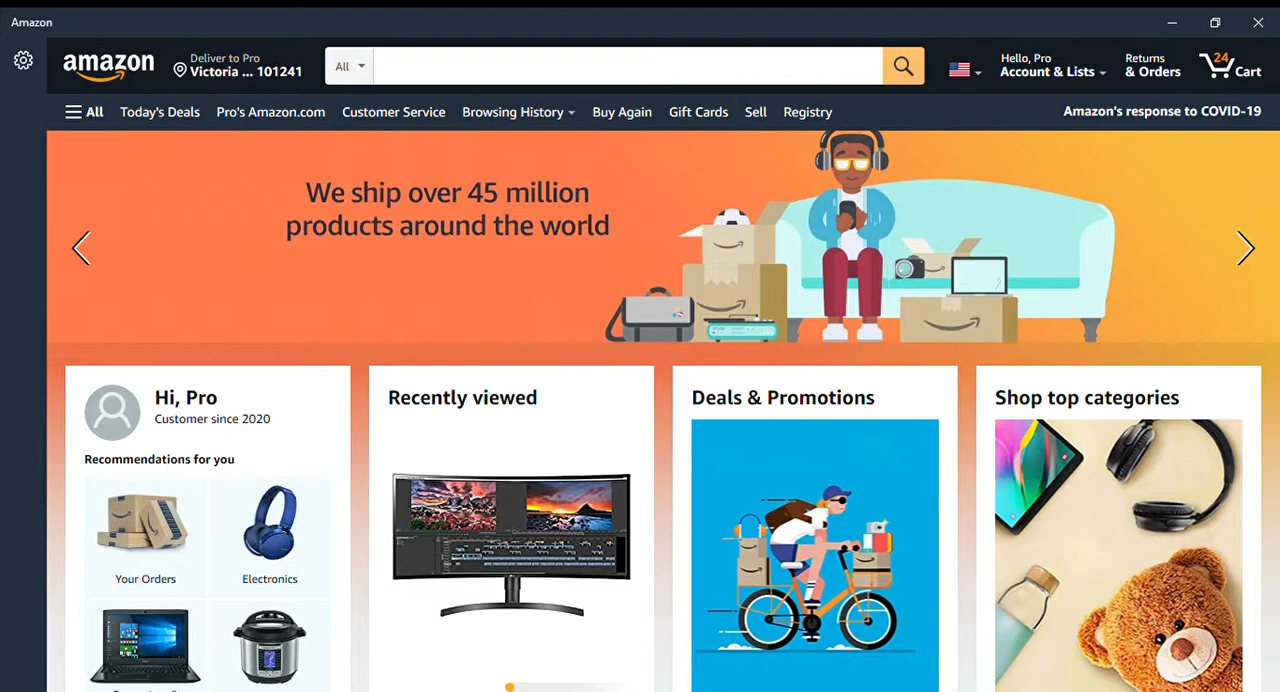 Amazon
amazon
Deliver to Pro
Victoria ... 101241
All
Hello, Pro
Account & Lists
Returns
& Orders
24
Cart
All
Today's Deals
Pro's Amazon.com
Customer Service
Browsing History
Buy Again
Gift Cards
Sell
Registry
Amazon's response to COVID-19
We ship over 45 million
products around the world
Hi, Pro
Customer since 2020
Recommendations for you
Your Orders
Electronics
Recently viewed
Deals & Promotions
Shop top categories